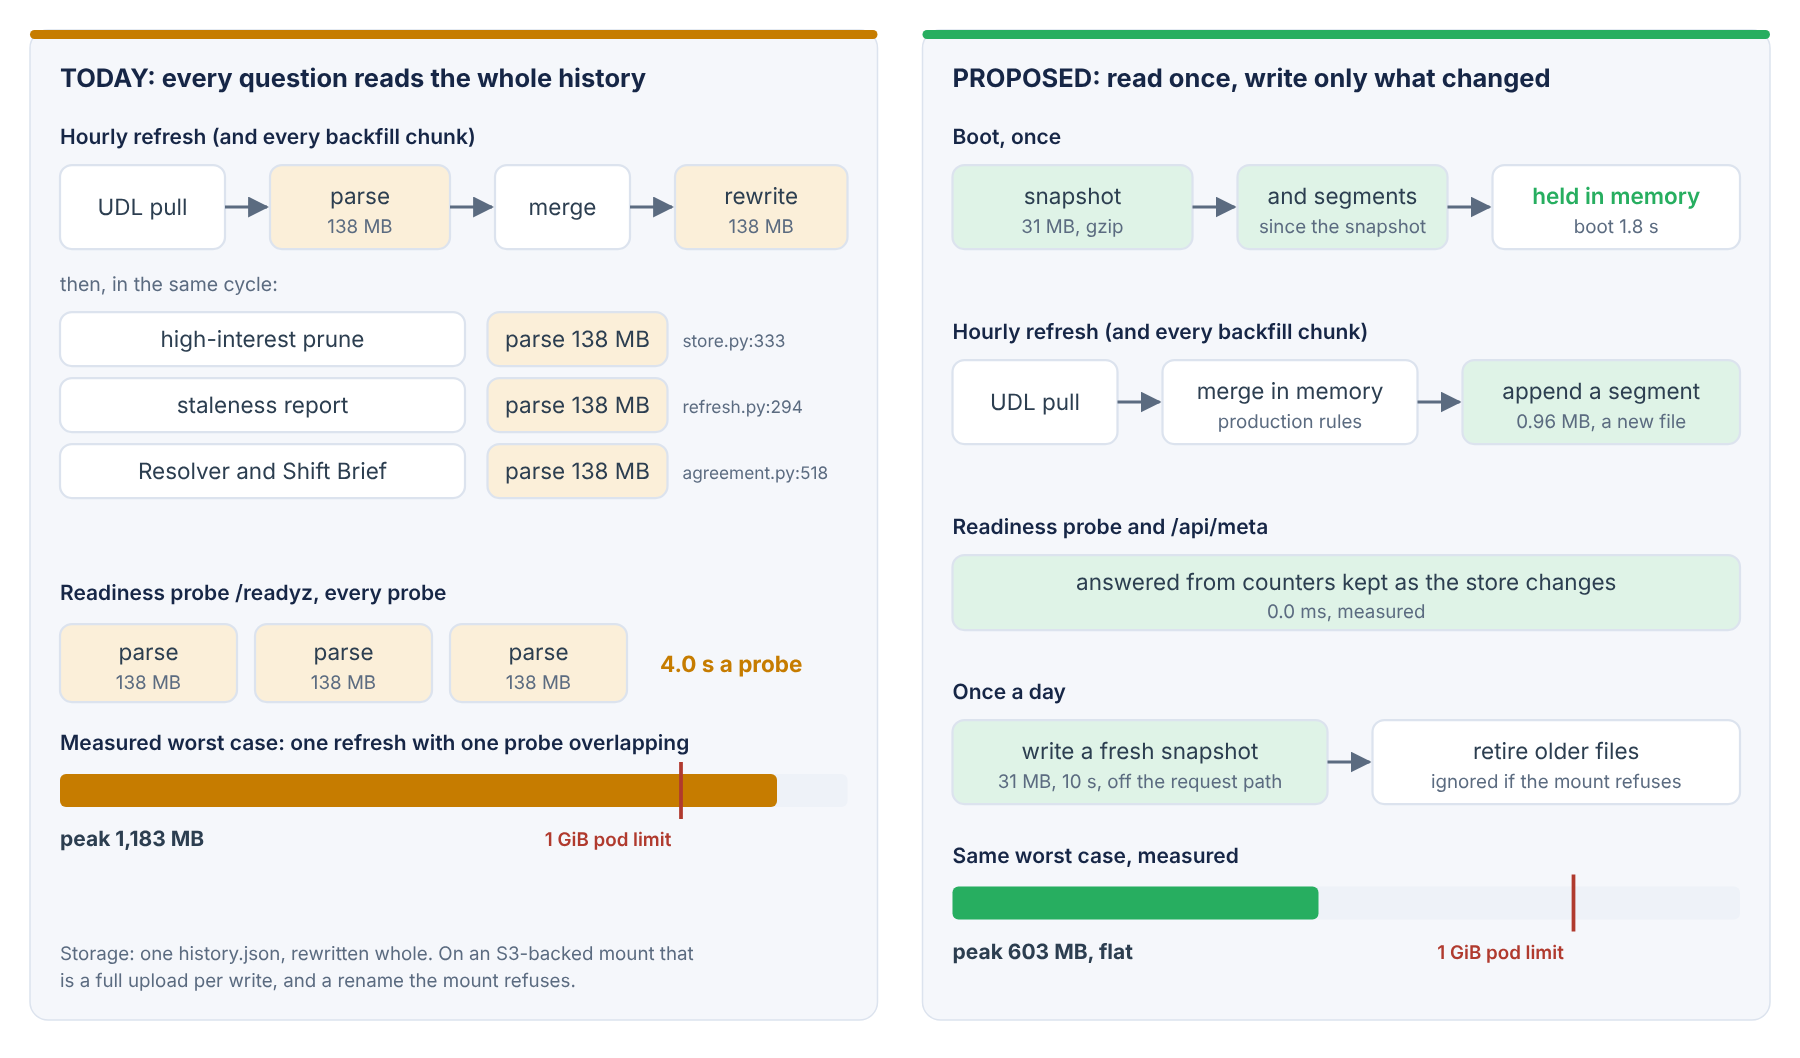 TODAY: every question reads the whole history
Hourly refresh (and every backfill chunk)
UDL pull
parse
138 MB
merge
rewrite
138 MB
then, in the same cycle:
high-interest prune
parse 138 MB
store.py:333
staleness report
parse 138 MB
refresh.py:294
Resolver and Shift Brief
parse 138 MB
agreement.py:518
Readiness probe /readyz, every probe
parse
138 MB
parse
138 MB
parse
138 MB
4.0 s a probe
Measured worst case: one refresh with one probe overlapping
peak 1,183 MB
1 GiB pod limit
Storage: one history.json, rewritten whole. On an S3-backed mount that
is a full upload per write, and a rename the mount refuses.
PROPOSED: read once, write only what changed
Boot, once
snapshot
31 MB, gzip
and segments
since the snapshot
held in memory
boot 1.8 s
Hourly refresh (and every backfill chunk)
UDL pull
merge in memory
production rules
append a segment
0.96 MB, a new file
Readiness probe and /api/meta
answered from counters kept as the store changes
0.0 ms, measured
Once a day
write a fresh snapshot
31 MB, 10 s, off the request path
retire older files
ignored if the mount refuses
Same worst case, measured
peak 603 MB, flat
1 GiB pod limit